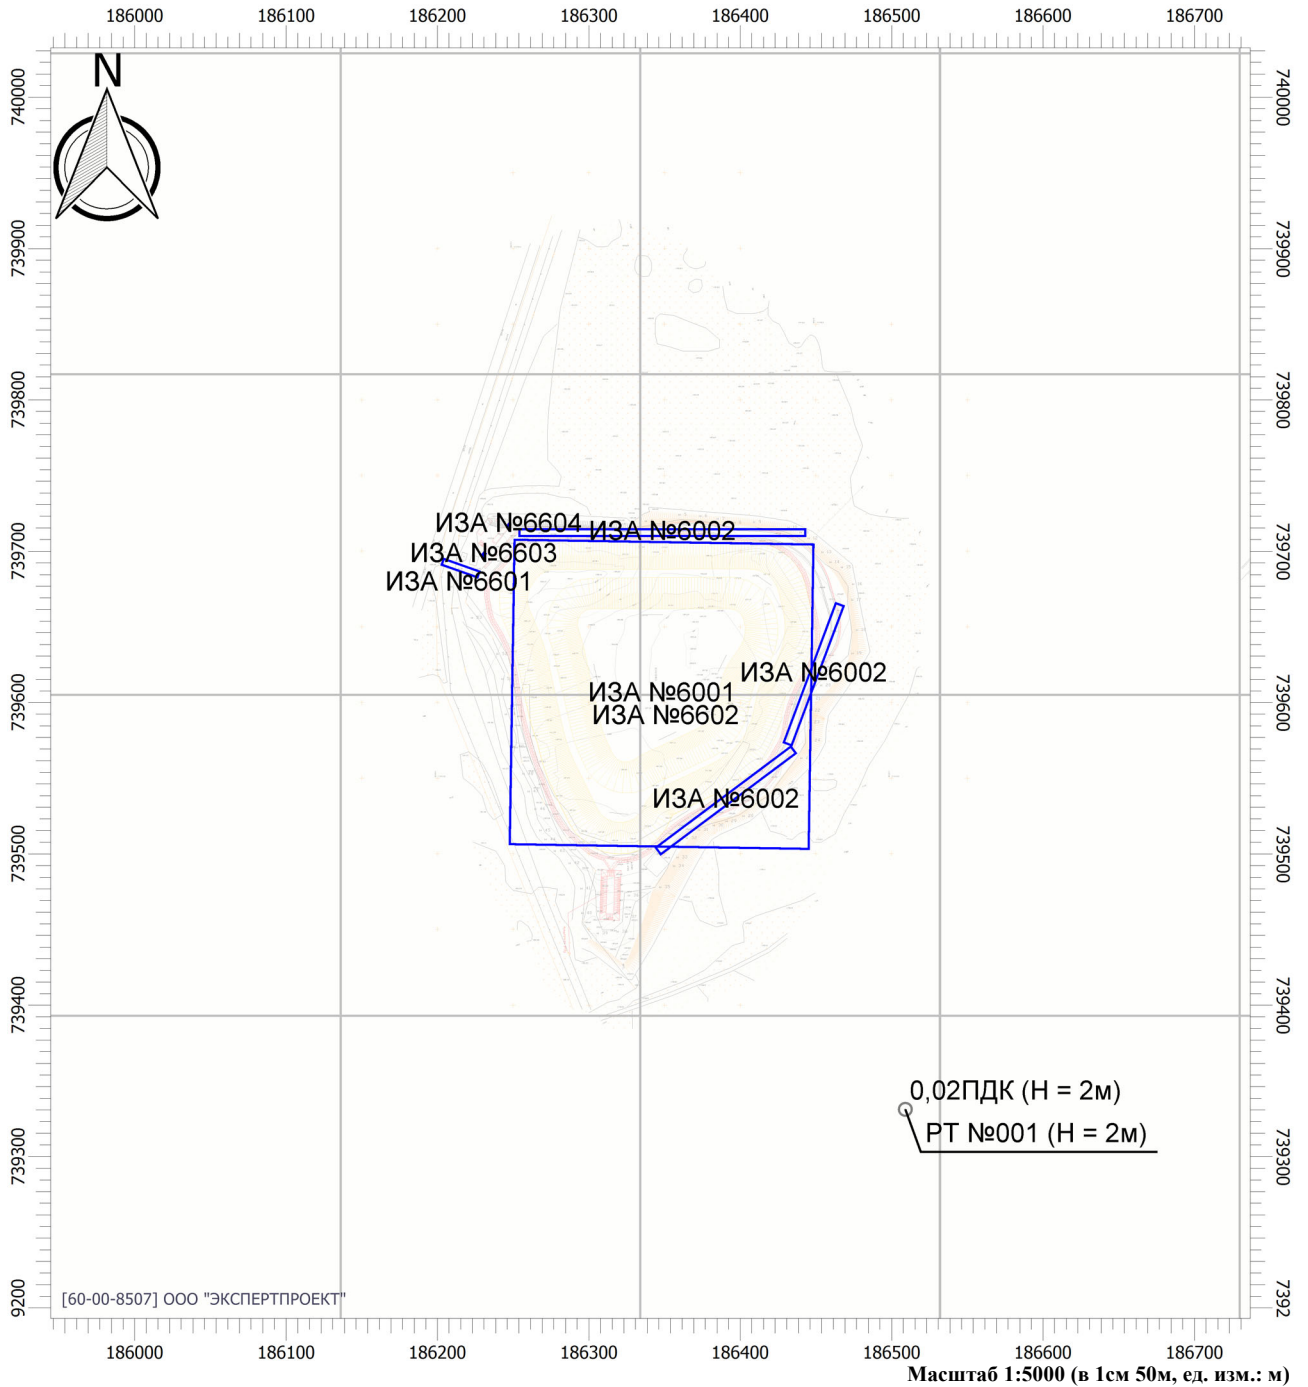 186000 186100 186200 186300 186400 186500 186600 186700
N
740000 740000
739900 739900
739800 739800
739700 739700
739600 739600
739500 739500
739400 739400
739300 739300
9200 7392
ИЗА №6604
ИЗА №6002
ИЗА №6603
ИЗА №6601
ИЗА №6002
ИЗА №6001
ИЗА №6602
ИЗА №6002
0,02ПДК (H = 2м)
РТ №001 (H = 2м)
[60-00-8507] ООО "ЭКСПЕРТПРОЕКТ"
186000 186100 186200 186300 186400 186500 186600 186700
Масштаб 1:5000 (в 1см 50м, ед. изм.: м)